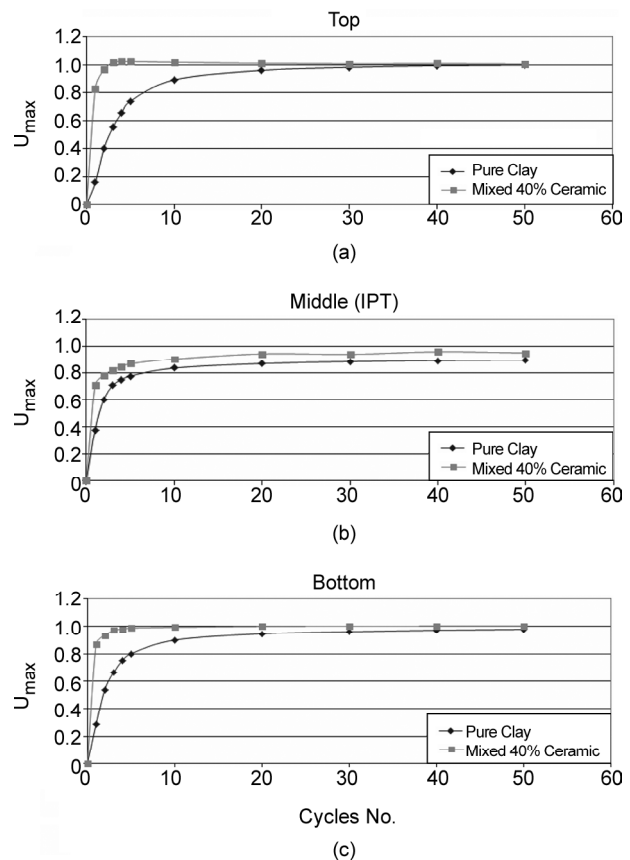 Top
1.2
1.0
0.8
0.6
0.4
0.2
0
Umax
Pure Clay
Mixed 40% Ceramic
0 10 20 30 40 50 60
(a)
Middle (IPT)
1.2
1.0
0.8
0.6
0.4
0.2
0
Umax
Pure Clay
Mixed 40% Ceramic
0 10 20 30 40 50 60
(b)
Bottom
1.2
1.0
0.8
0.6
0.4
0.2
0
Umax
Pure Clay
Mixed 40% Ceramic
0 10 20 30 40 50 60
Cycles No.
(c)